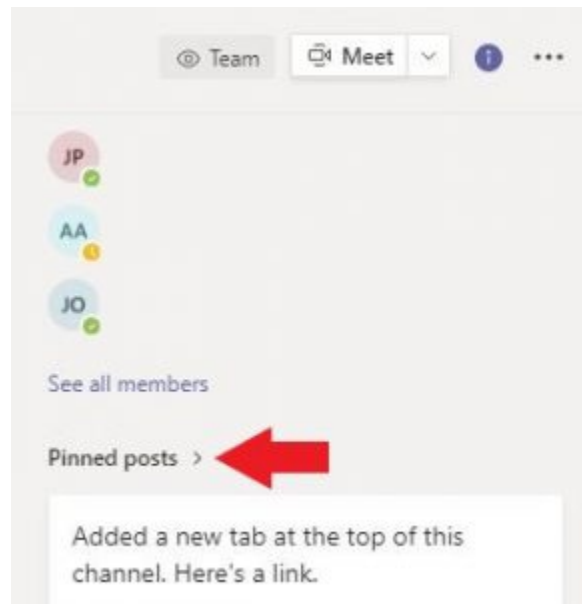 Team Meet
JP
AA
JO
See all members
Pinned posts
Added a new tab at the top of this
channel. Here's a link.